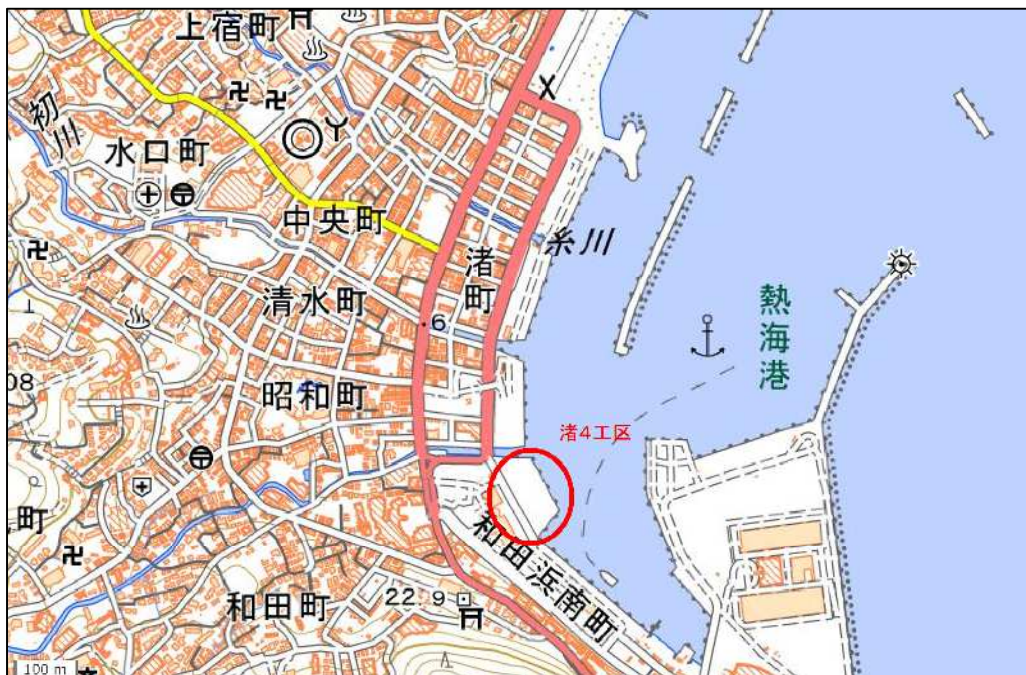 上宿町
初川
水口町
中央町
渚町
糸川
清水町
6
熱海港
08
昭和町
渚4工区
町
和田浜南町
和田町
22.9
100 m